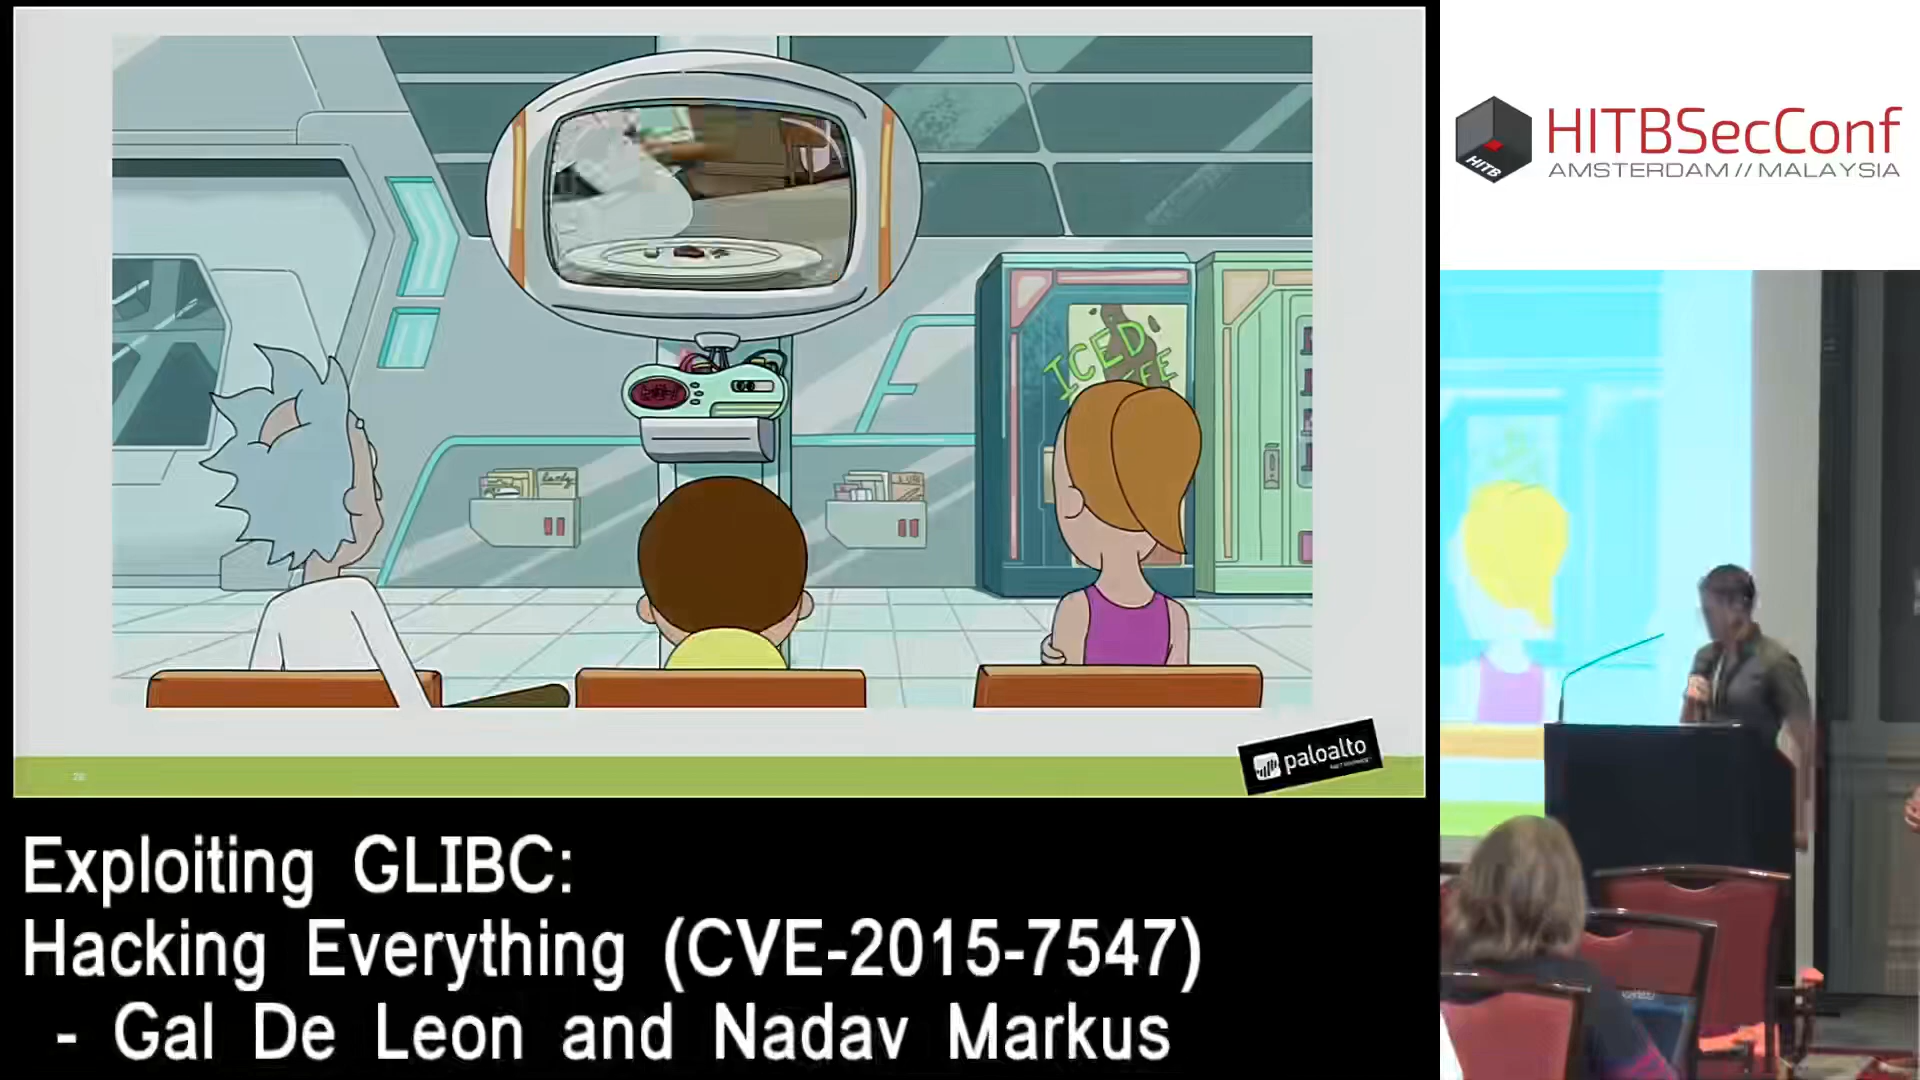 ICED
HITBSecConf
HITB
AMSTERDAM // MALAYSIA
paloalto
Exploiting GLIBC:
Hacking Everything (CVE-2015-7547)
- Gal De Leon and Nadav Markus